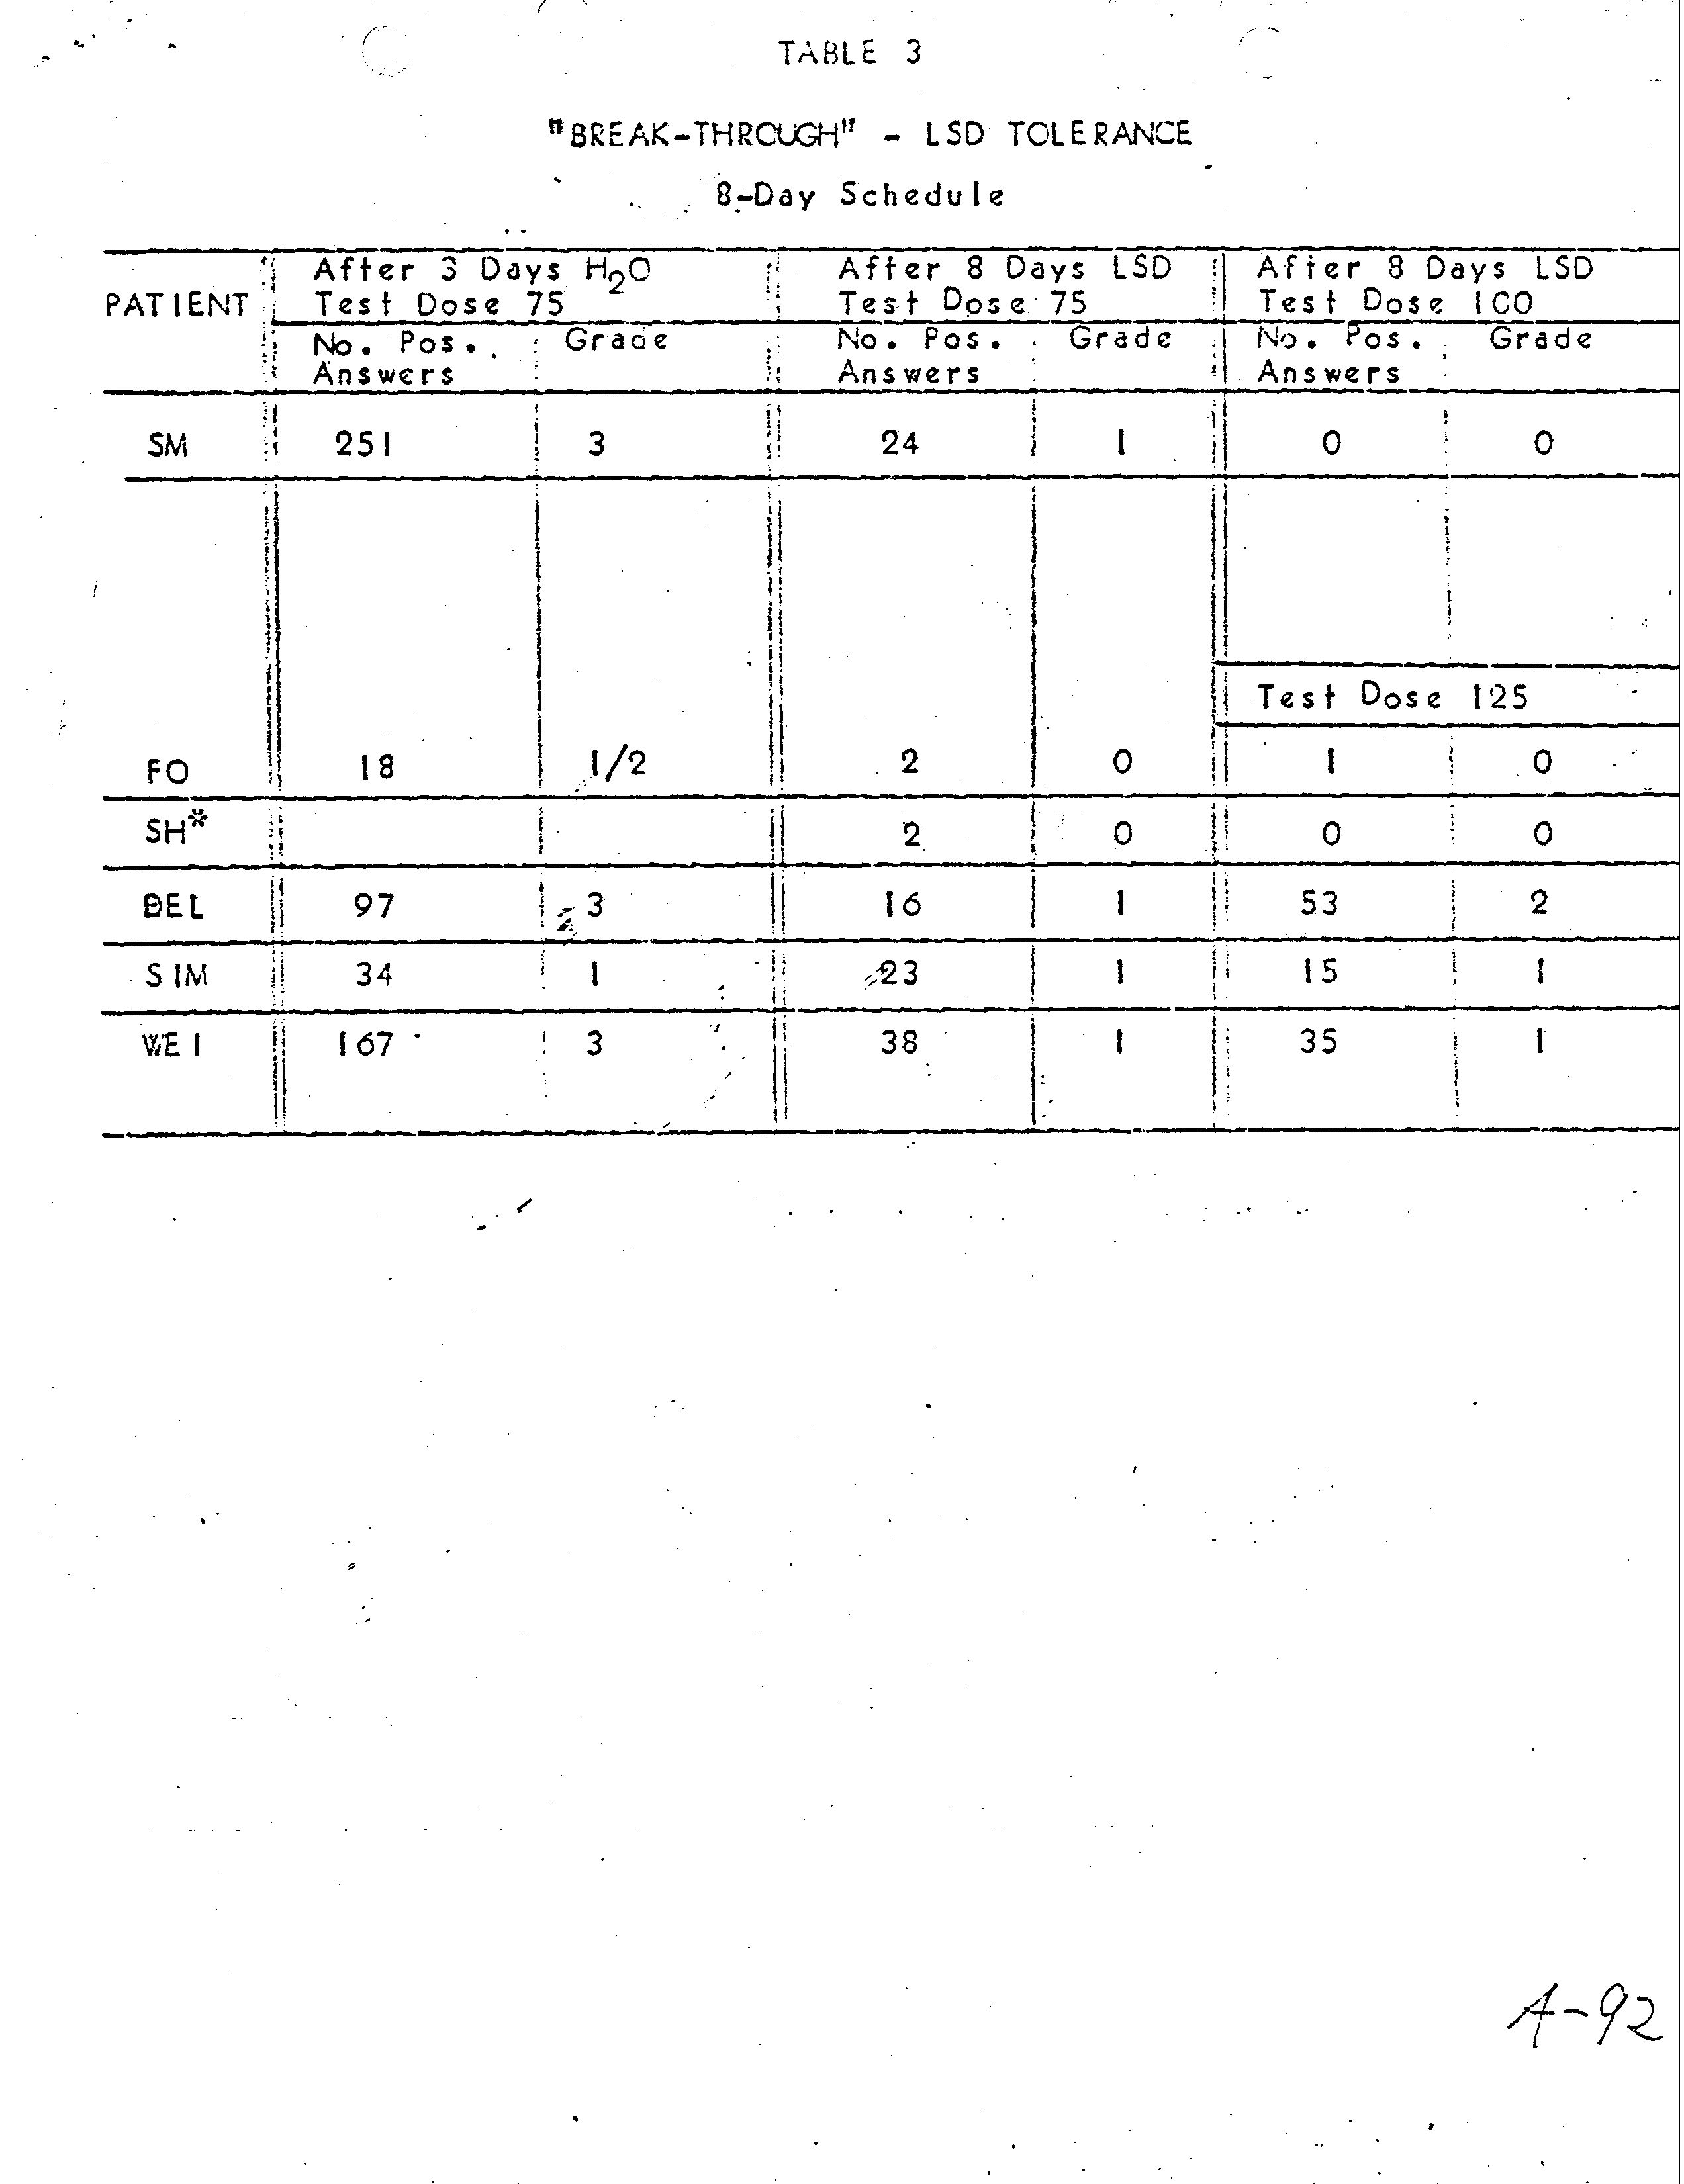 TABLE 3
"BREAK-THROUGH" - LSD TOLERANCE
8-Day Schedule
PATIENT After 3 Days H2O After 8 Days LSD After 8 Days LSD
Test Dose 75 Test Dose 75 Test Dose 100
No. Pos. Grade No. Pos. Grade No. Pos. Grade
Answers Answers Answers
SM 251 3 24 1 0 0
Test Dose 125
FO 18 1/2 2 0 1 0
SH* 2 0 0 0
DEL 97 3 16 1 53 2
SIM 34 1 23 1 15 1
WEI 167 3 38 1 35 1
A-92